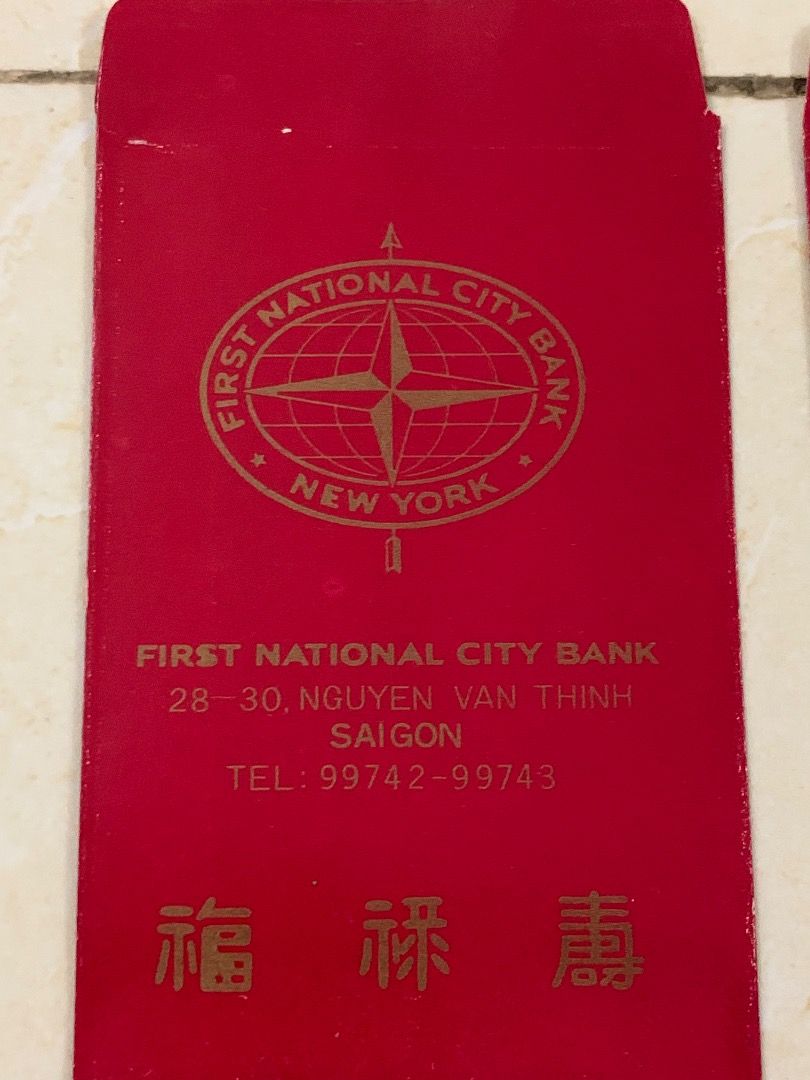 FIRST NATIONAL CITY BANK
NEW YORK
FIRST NATIONAL CITY BANK
28-30, NGUYEN VAN THINH
SAIGON
TEL: 99742-99743
福 祿 壽